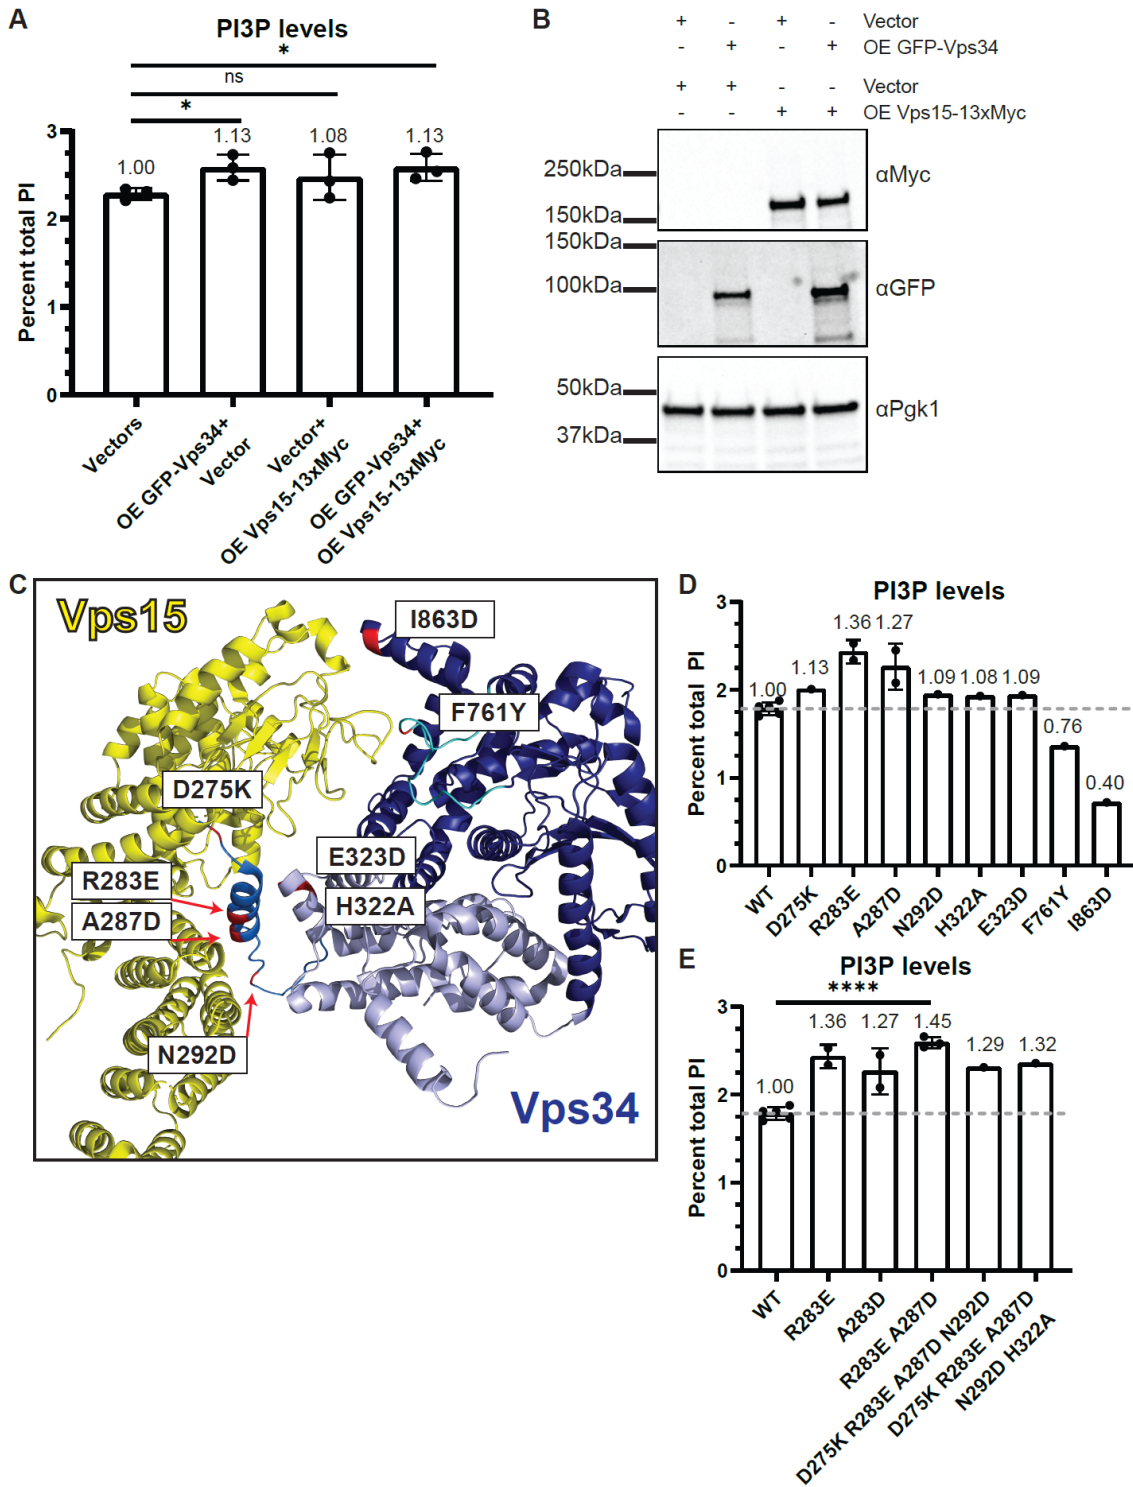 A
PI3P levels
*
ns
*
1.00
1.13
1.08
1.13
Percent total PI
3
2
1
0
Vectors
OE GFP-Vps34+
Vector
Vector+
OE Vps15-13xMyc
OE GFP-Vps34+
OE Vps15-13xMyc
B
+ - + - Vector
- + - + OE GFP-Vps34
+ + - - Vector
- - + + OE Vps15-13xMyc
250kDa
150kDa
αMyc
150kDa
100kDa
αGFP
50kDa
37kDa
αPgk1
C
Vps15
I863D
F761Y
D275K
E323D
R283E
H322A
A287D
N292D
Vps34
D
PI3P levels
1.00
1.13
1.36
1.27
1.09
1.08
1.09
0.76
0.40
Percent total PI
3
2
1
0
WT
D275K
R283E
A287D
N292D
H322A
E323D
F761Y
I863D
E
PI3P levels
****
1.00
1.36
1.27
1.45
1.29
1.32
Percent total PI
3
2
1
0
WT
R283E
A283D
R283E A287D
D275K R283E A287D N292D
D275K R283E A287D
N292D H322A